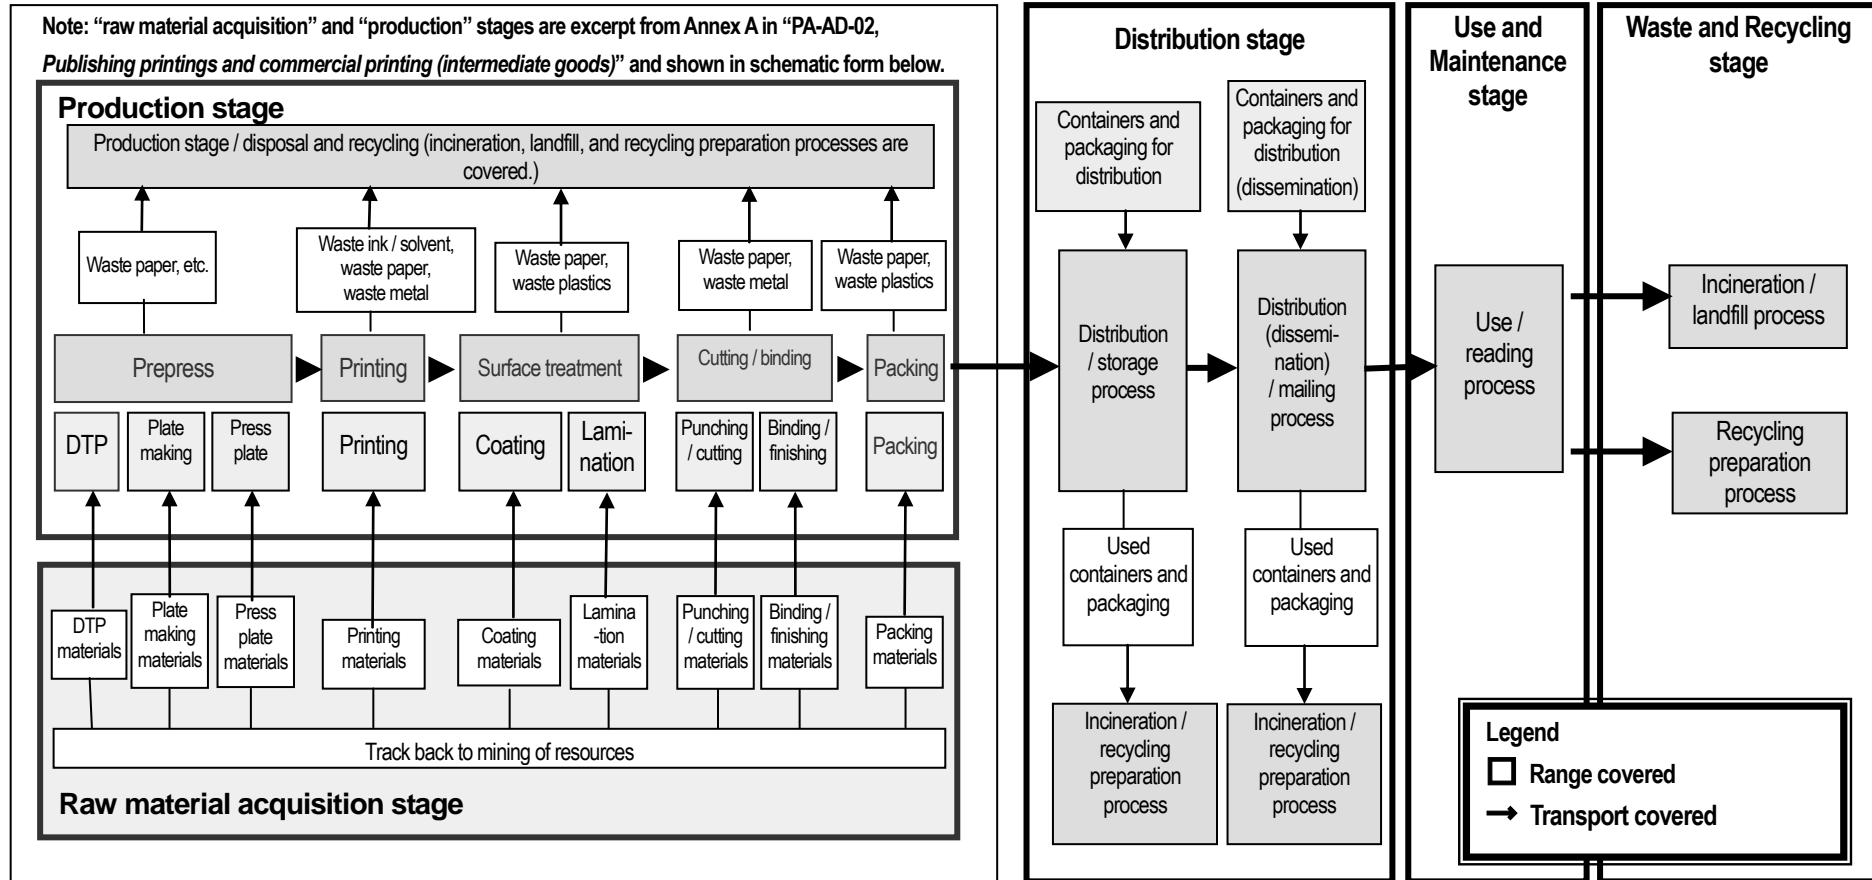 Note: “raw material acquisition” and “production” stages are excerpt from Annex A in “PA-AD-02,
Publishing printings and commercial printing (intermediate goods)” and shown in schematic form below.
Production stage
Production stage / disposal and recycling (incineration, landfill, and recycling preparation processes are
covered.)
Waste paper, etc.
Waste ink / solvent,
waste paper,
waste metal
Waste paper,
waste plastics
Waste paper,
waste metal
Waste paper,
waste plastics
Prepress
Printing
Surface treatment
Cutting / binding
Packing
DTP
Plate
making
Press
plate
Printing
Coating
Lami-
nation
Punching
/ cutting
Binding /
finishing
Packing
DTP
materials
Plate
making
materials
Press
plate
materials
Printing
materials
Coating
materials
Lamina
-tion
materials
Punching
/ cutting
materials
Binding /
finishing
materials
Packing
materials
Track back to mining of resources
Raw material acquisition stage
Distribution stage
Containers and
packaging for
distribution
Containers and
packaging for
distribution
(dissemination)
Distribution
/ storage
process
Distribution
(dissemi-
nation)
/ mailing
process
Used
containers and
packaging
Used
containers and
packaging
Incineration /
recycling
preparation
process
Incineration /
recycling
preparation
process
Use and
Maintenance
stage
Use /
reading
process
Waste and Recycling
stage
Incineration /
landfill process
Recycling
preparation
process
Legend
Range covered
Transport covered